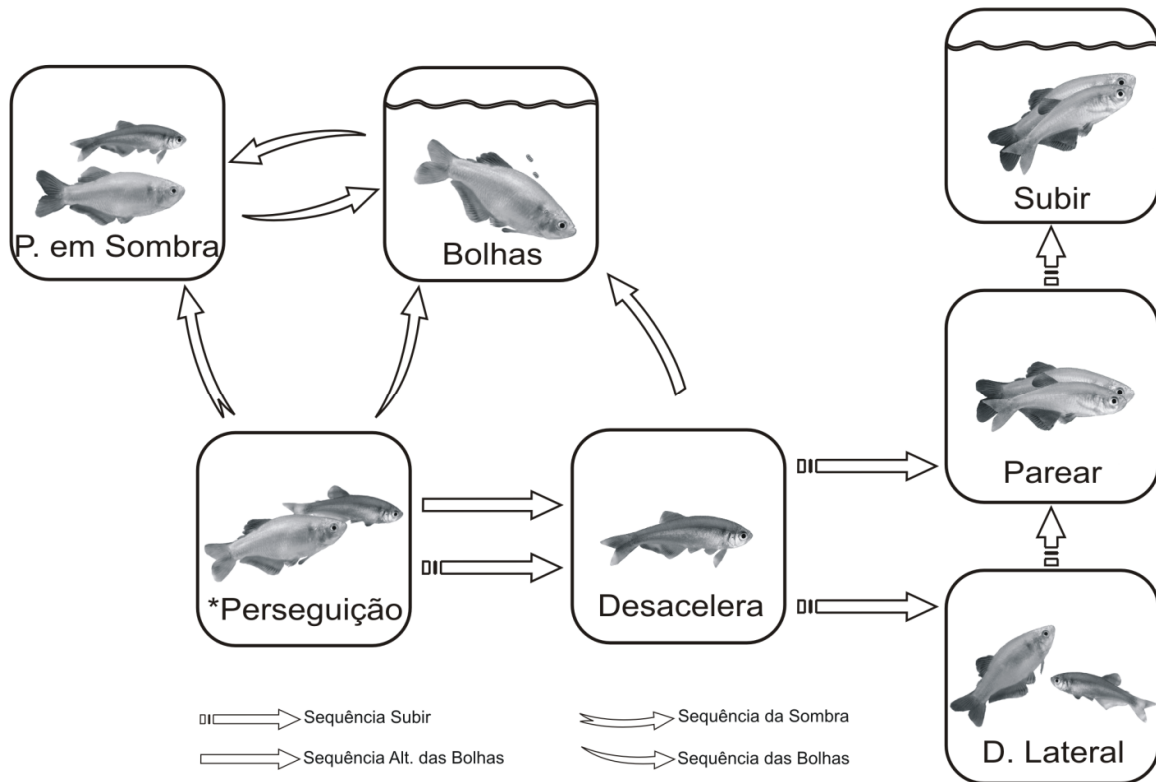 Subir
P. em Sombra
Bolhas
Parear
*Perseguição
Desacelera
D. Lateral
Sequência Subir
Sequência da Sombra
Sequência Alt. das Bolhas
Sequência das Bolhas